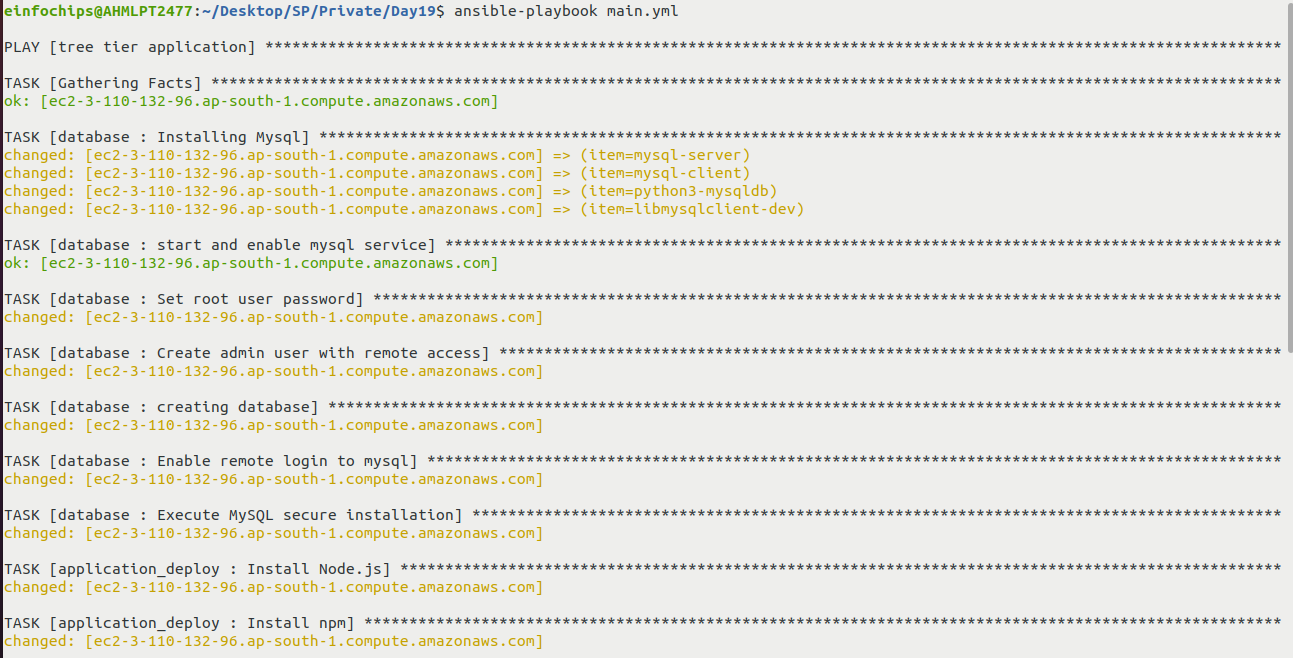 einfochips@AHMLPT2477:~/Desktop/SP/Private/Day19$ ansible-playbook main.yml
PLAY [tree tier application] *****************************************************************************************************************
TASK [Gathering Facts] ***********************************************************************************************************************
ok: [ec2-3-110-132-96.ap-south-1.compute.amazonaws.com]
TASK [database : Installing Mysql] ***********************************************************************************************************
changed: [ec2-3-110-132-96.ap-south-1.compute.amazonaws.com] => (item=mysql-server)
changed: [ec2-3-110-132-96.ap-south-1.compute.amazonaws.com] => (item=mysql-client)
changed: [ec2-3-110-132-96.ap-south-1.compute.amazonaws.com] => (item=python3-mysqldb)
changed: [ec2-3-110-132-96.ap-south-1.compute.amazonaws.com] => (item=libmysqlclient-dev)
TASK [database : start and enable mysql service] *********************************************************************************************
ok: [ec2-3-110-132-96.ap-south-1.compute.amazonaws.com]
TASK [database : Set root user password] *****************************************************************************************************
changed: [ec2-3-110-132-96.ap-south-1.compute.amazonaws.com]
TASK [database : Create admin user with remote access] ***************************************************************************************
changed: [ec2-3-110-132-96.ap-south-1.compute.amazonaws.com]
TASK [database : creating database] **********************************************************************************************************
changed: [ec2-3-110-132-96.ap-south-1.compute.amazonaws.com]
TASK [database : Enable remote login to mysql] ***********************************************************************************************
changed: [ec2-3-110-132-96.ap-south-1.compute.amazonaws.com]
TASK [database : Execute MySQL secure installation] ******************************************************************************************
changed: [ec2-3-110-132-96.ap-south-1.compute.amazonaws.com]
TASK [application_deploy : Install Node.js] **************************************************************************************************
changed: [ec2-3-110-132-96.ap-south-1.compute.amazonaws.com]
TASK [application_deploy : Install npm] ******************************************************************************************************
changed: [ec2-3-110-132-96.ap-south-1.compute.amazonaws.com]